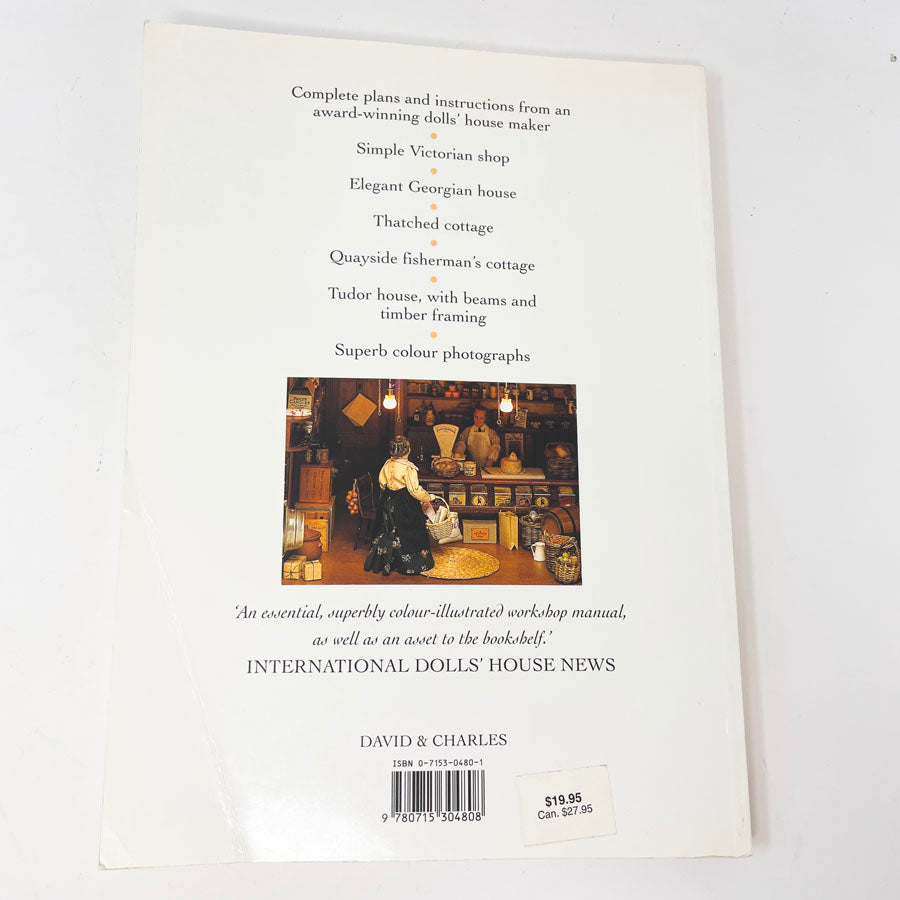 Complete plans and instructions from an
award-winning dolls' house maker
Simple Victorian shop
Elegant Georgian house
Thatched cottage
Quayside fisherman's cottage
Tudor house, with beams and
timber framing
Superb colour photographs
'An essential, superbly colour-illustrated workshop manual,
as well as an asset to the bookshelf.'
INTERNATIONAL DOLLS' HOUSE NEWS
DAVID & CHARLES
ISBN 0-7153-0480-1
9 780715 304808
$19.95
Can. $27.95